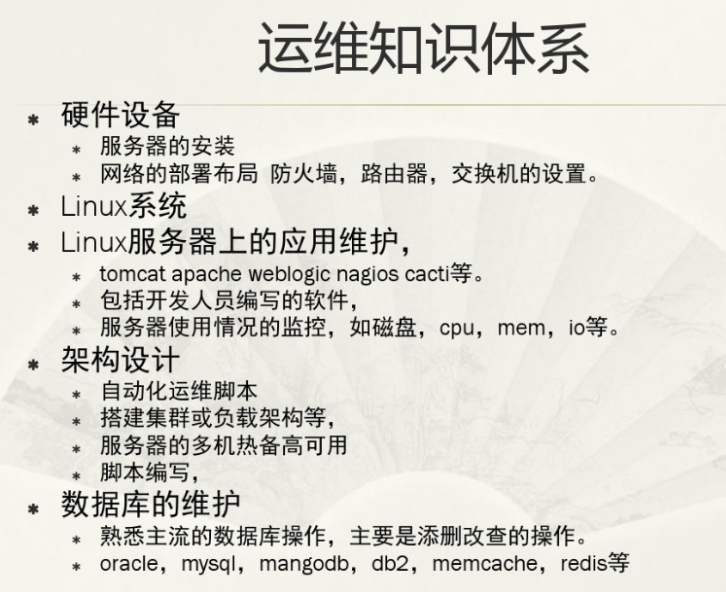 运维知识体系
* 硬件设备
* 服务器的安装
* 网络的部署布局 防火墙，路由器，交换机的设置。
* Linux系统
* Linux服务器上的应用维护，
* tomcat apache weblogic nagios cacti等。
* 包括开发人员编写的软件，
* 服务器使用情况的监控，如磁盘，cpu，mem，io等。
* 架构设计
* 自动化运维脚本
* 搭建集群或负载架构等，
* 服务器的多机热备高可用
* 脚本编写，
* 数据库的维护
* 熟悉主流的数据库操作，主要是添删改查的操作。
* oracle，mysql，mangodb，db2，memcache，redis等